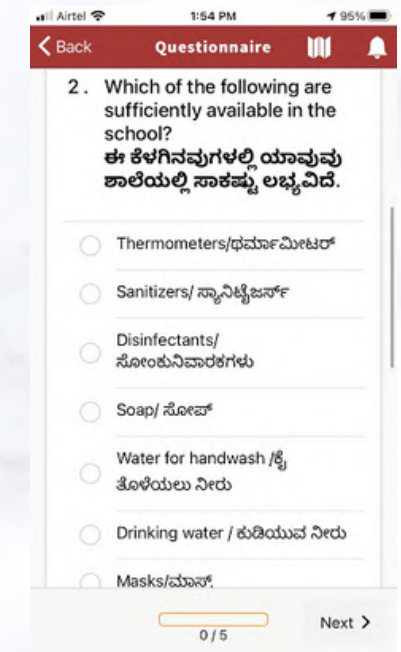 Airtel 1:54 PM 95%
Back Questionnaire
2. Which of the following are
sufficiently available in the
school?
ಈ ಕೆಳಗಿನವುಗಳಲ್ಲಿ ಯಾವುವು
ಶಾಲೆಯಲ್ಲಿ ಸಾಕಷ್ಟು ಲಭ್ಯವಿದೆ.
Thermometers/ಥರ್ಮಾಮೀಟರ್
Sanitizers/ ಸ್ಯಾನಿಟೈಜರ್ಸ್
Disinfectants/
ಸೋಂಕುನಿವಾರಕಗಳು
Soap/ ಸೋಪ್
Water for handwash /ಕೈ
ತೊಳೆಯಲು ನೀರು
Drinking water / ಕುಡಿಯುವ ನೀರು
Masks/ಮಾಸ್ಕ್
0/5
Next